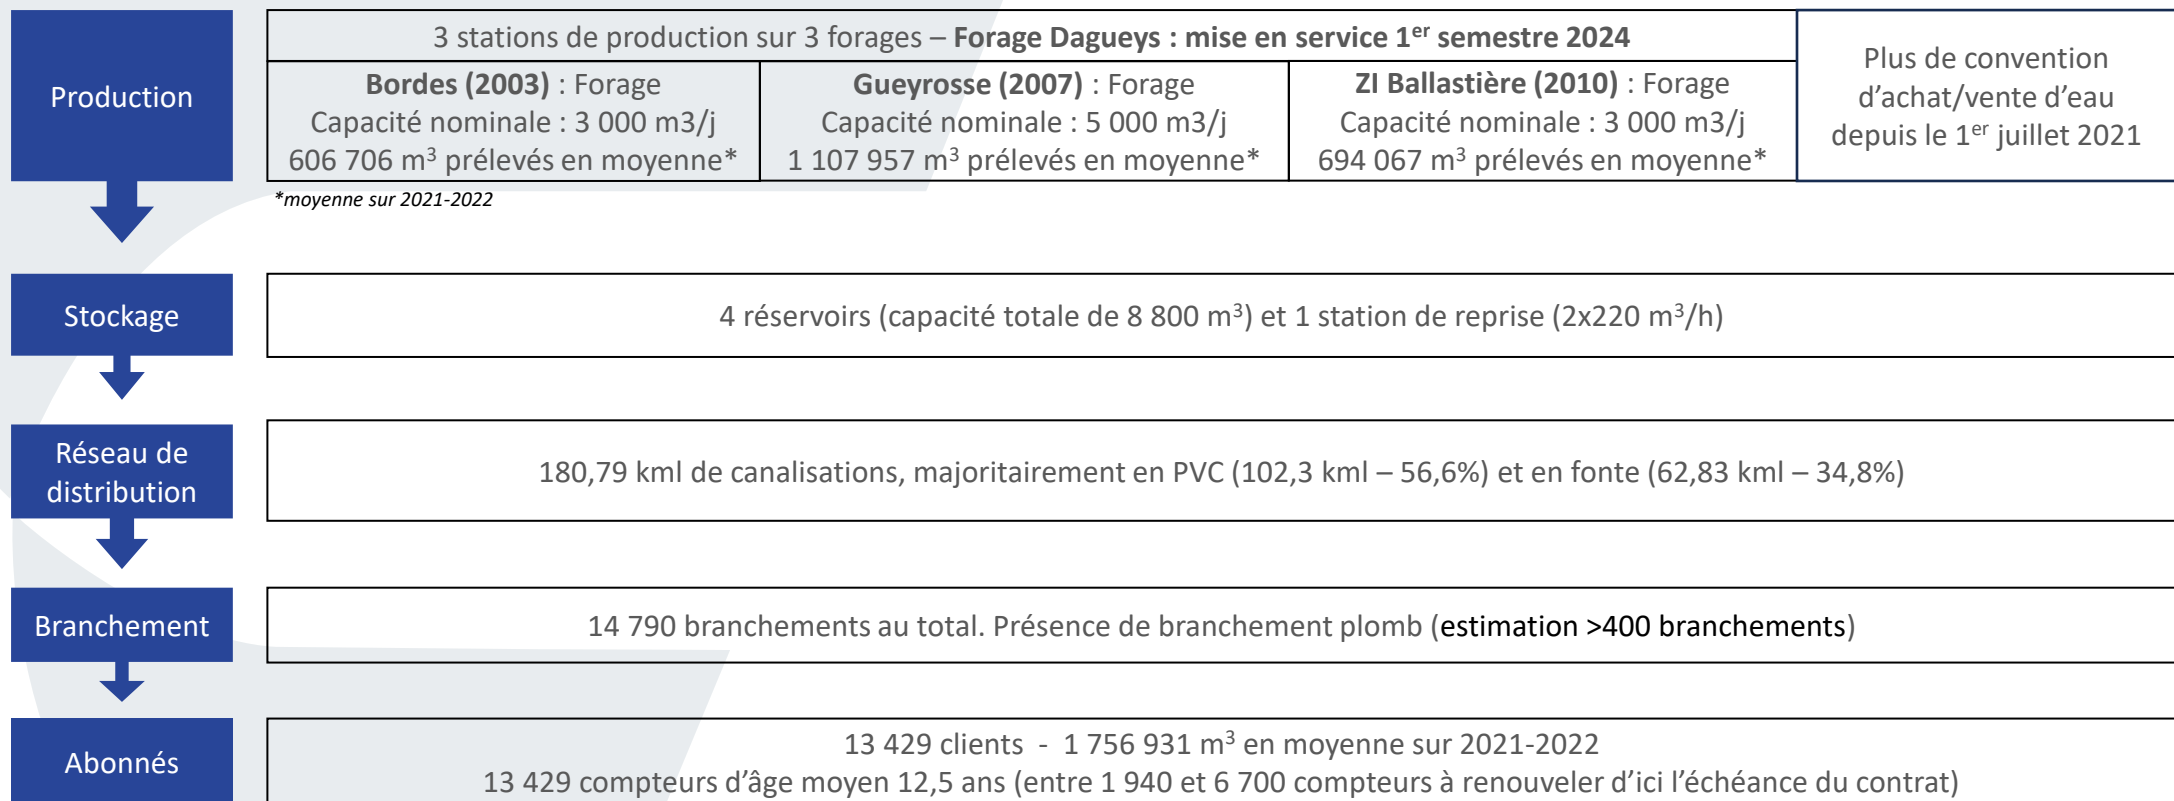 Production
3 stations de production sur 3 forages – Forage Dagueys : mise en service 1er semestre 2024
Bordes (2003) : Forage
Capacité nominale : 3 000 m3/j
606 706 m³ prélevés en moyenne*
Gueyrosse (2007) : Forage
Capacité nominale : 5 000 m3/j
1 107 957 m³ prélevés en moyenne*
ZI Ballastière (2010) : Forage
Capacité nominale : 3 000 m3/j
694 067 m³ prélevés en moyenne*
Plus de convention
d’achat/vente d’eau
depuis le 1er juillet 2021
*moyenne sur 2021-2022
Stockage
4 réservoirs (capacité totale de 8 800 m³) et 1 station de reprise (2x220 m³/h)
Réseau de
distribution
180,79 kml de canalisations, majoritairement en PVC (102,3 kml – 56,6%) et en fonte (62,83 kml – 34,8%)
Branchement
14 790 branchements au total. Présence de branchement plomb (estimation >400 branchements)
Abonnés
13 429 clients - 1 756 931 m³ en moyenne sur 2021-2022
13 429 compteurs d’âge moyen 12,5 ans (entre 1 940 et 6 700 compteurs à renouveler d’ici l’échéance du contrat)